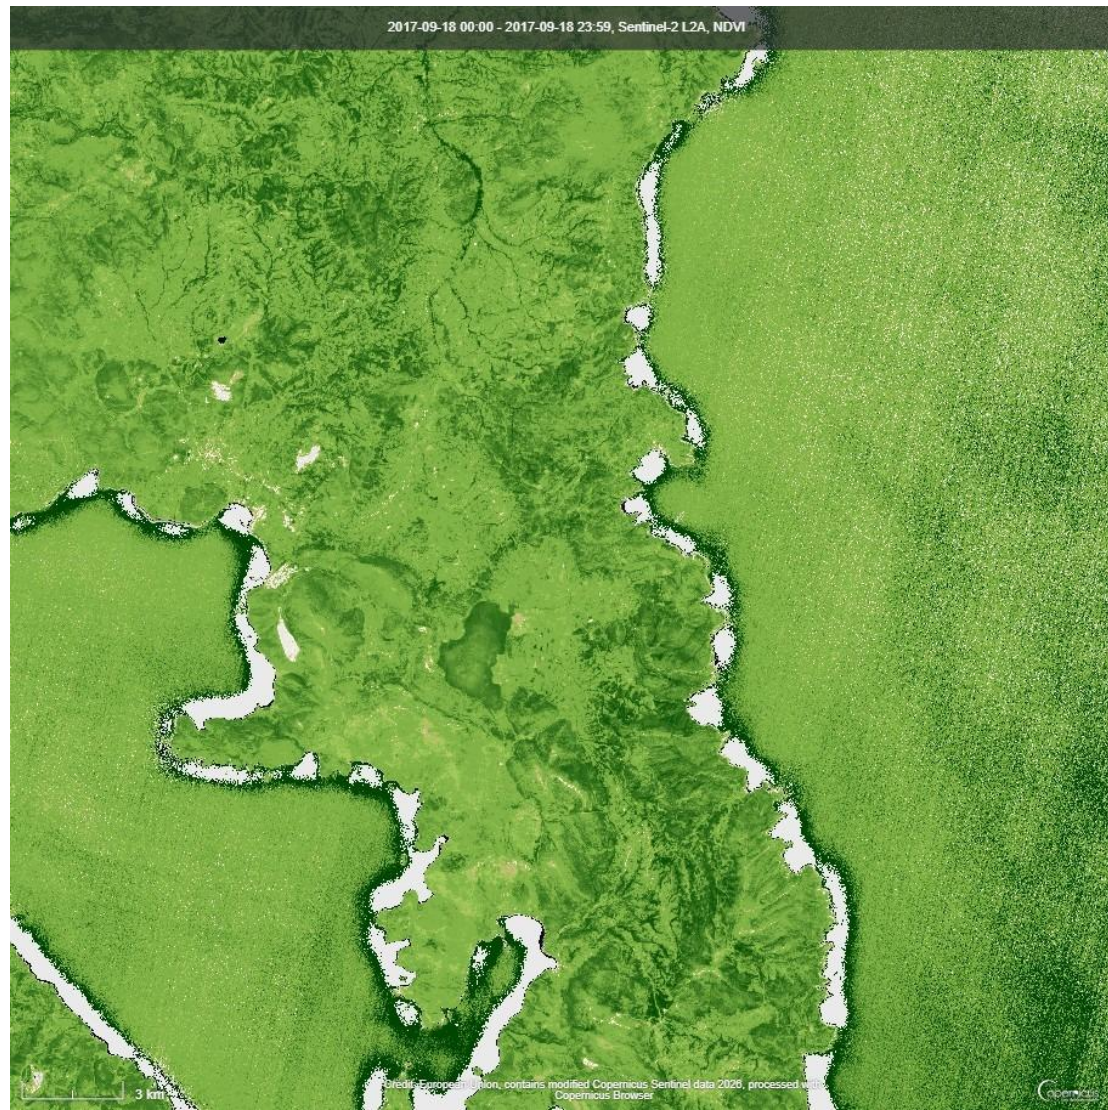 2017-09-18 00:00 - 2017-09-18 23:59, Sentinel-2 L2A, NDVI
3 km
Credit: European Union, contains modified Copernicus Sentinel data 2026, processed with
Copernicus Browser
opernicus